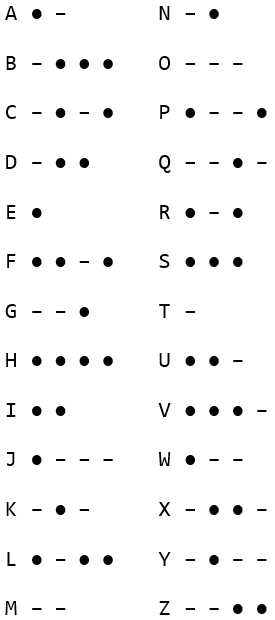 A ● – N – ●
B – ● ● ● O – – –
C – ● – ● P ● – – ●
D – ● ● Q – – ● –
E ● R ● – ●
F ● ● – ● S ● ● ●
G – – ● T –
H ● ● ● ● U ● ● –
I ● ● V ● ● ● –
J ● – – – W ● – –
K – ● – X – ● ● –
L ● – ● ● Y – ● – –
M – – Z – – ● ●